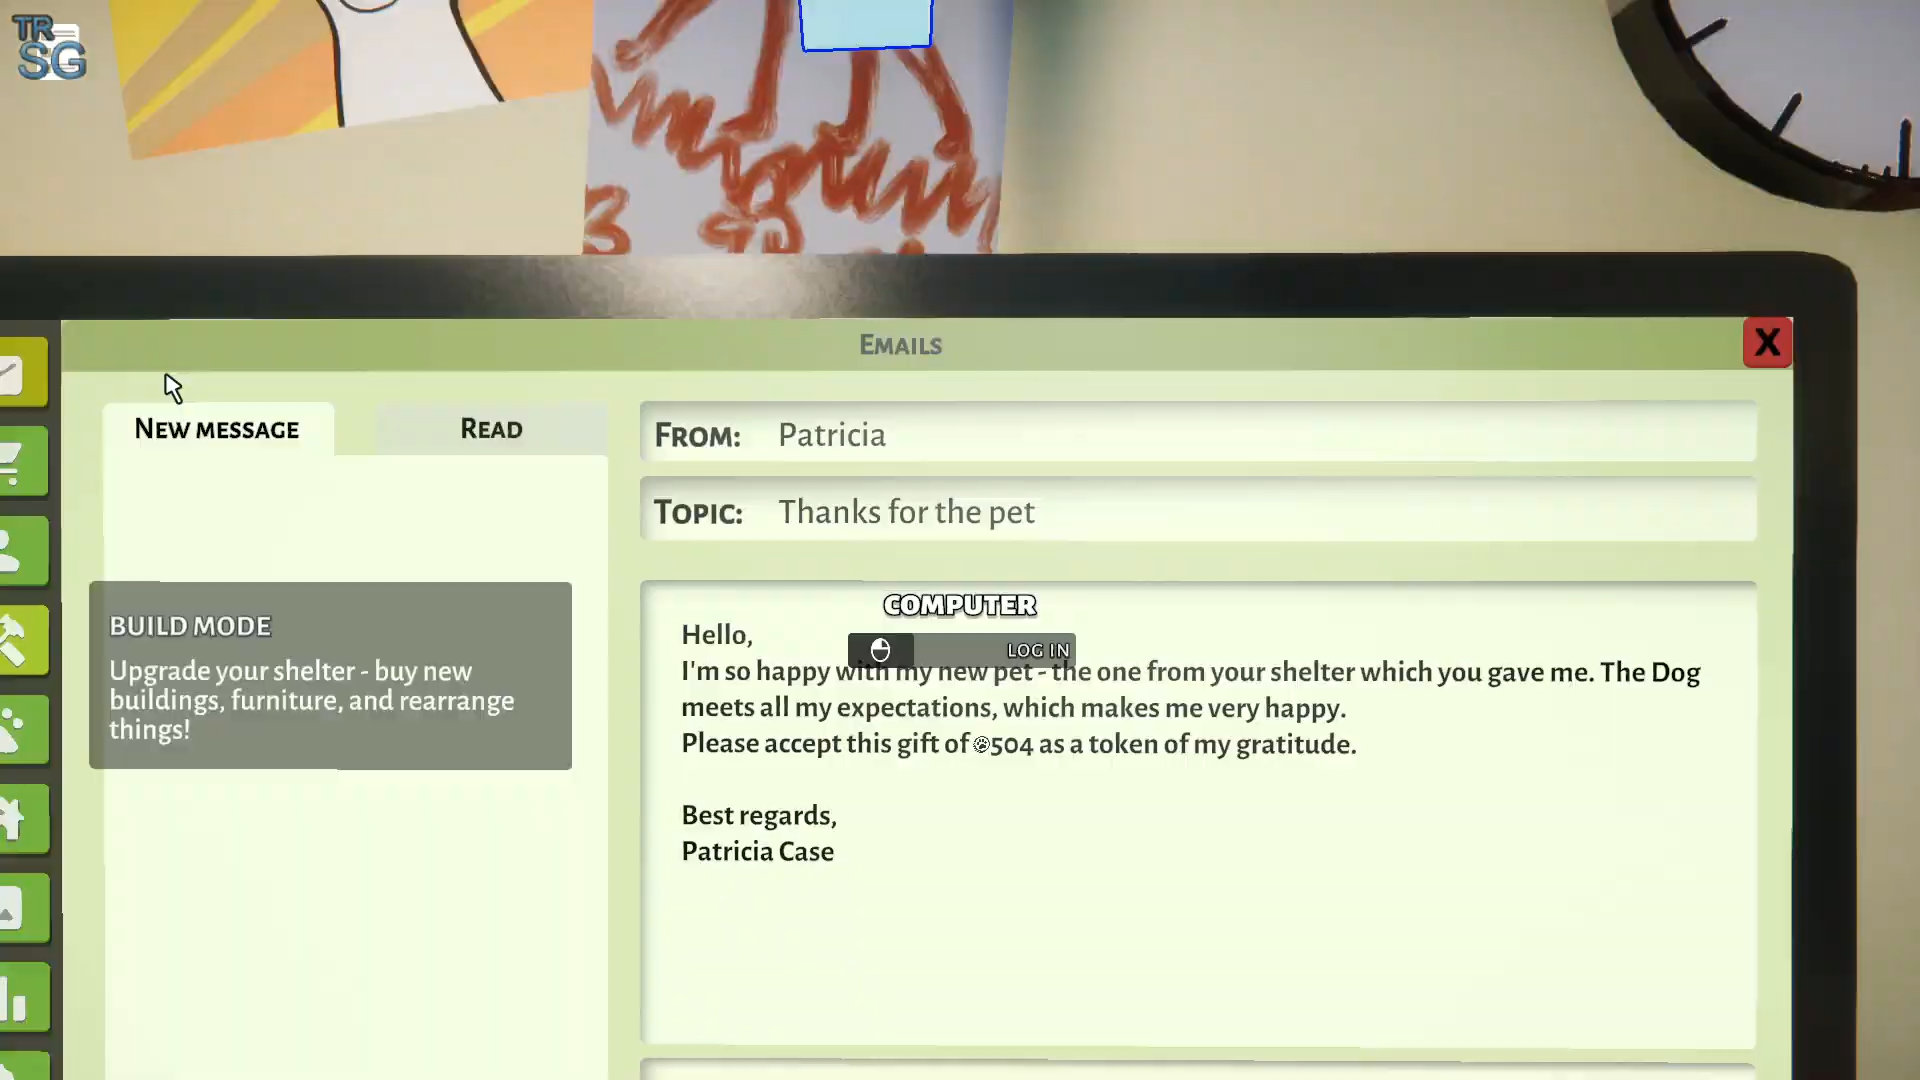 TR
SG
EMAILS
X
NEW MESSAGE
READ
FROM: Patricia
TOPIC: Thanks for the pet
COMPUTER
LOG IN
BUILD MODE
Upgrade your shelter - buy new
buildings, furniture, and rearrange
things!
Hello,
I'm so happy with my new pet - the one from your shelter which you gave me. The Dog
meets all my expectations, which makes me very happy.
Please accept this gift of 504 as a token of my gratitude.
Best regards,
Patricia Case